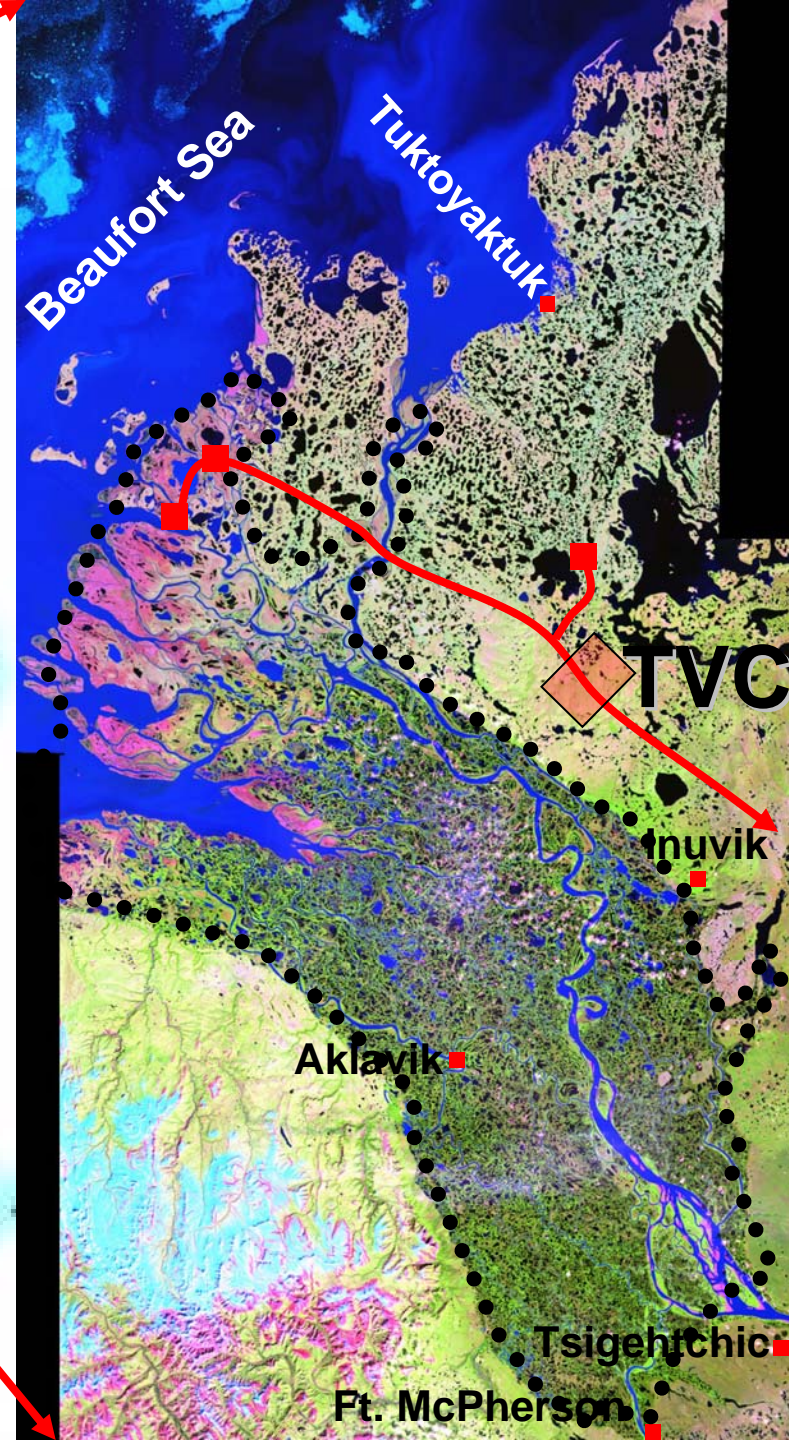 Beaufort Sea
Tuktoyaktuk
TVC
Inuvik
Aklavik
Tsigehtchic
Ft. McPherson